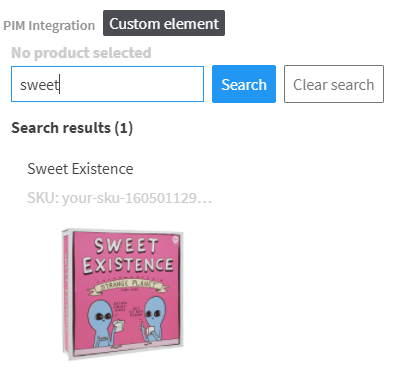 PIM Integration Custom element
No product selected
sweet Search Clear search
Search results (1)
Sweet Existence
SKU: your-sku-160501129...
SWEET
EXISTENCE
STRANGE PLANET